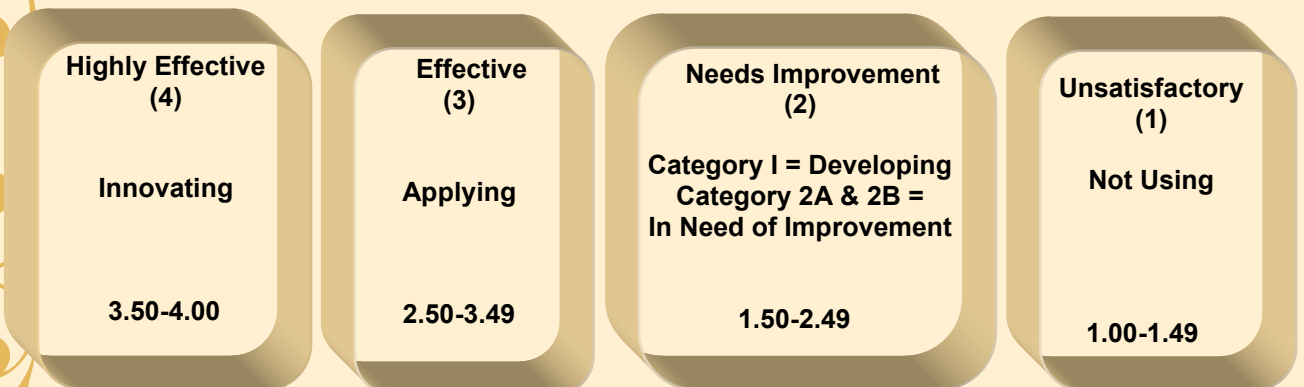 Highly Effective
(4)
Innovating
3.50-4.00
Effective
(3)
Applying
2.50-3.49
Needs Improvement
(2)
Category I = Developing
Category 2A & 2B =
In Need of Improvement
1.50-2.49
Unsatisfactory
(1)
Not Using
1.00-1.49